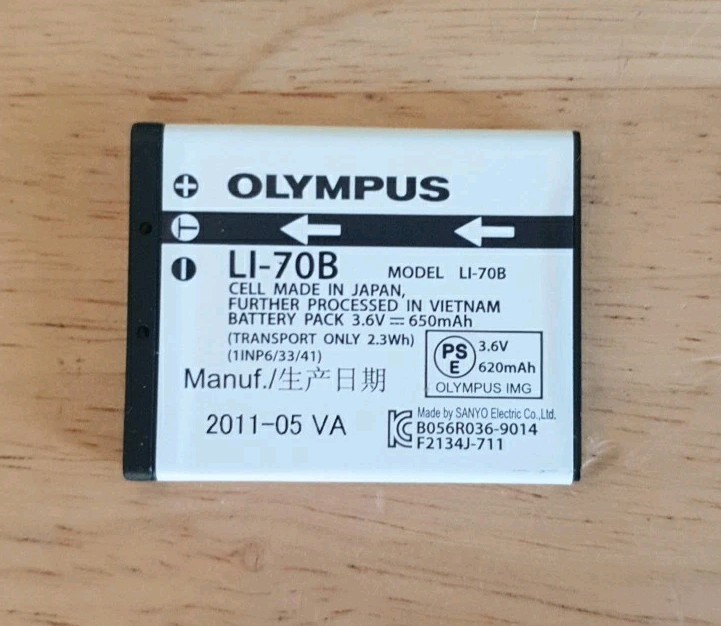 OLYMPUS
LI-70B MODEL LI-70B
CELL MADE IN JAPAN,
FURTHER PROCESSED IN VIETNAM
BATTERY PACK 3.6V⎓650mAh
(TRANSPORT ONLY 2.3Wh)
(1INP6/33/41)
PS
E
3.6V
620mAh
OLYMPUS IMG
Manuf./生产日期
2011-05 VA
Made by SANYO Electric Co.,Ltd.
B056R036-9014
F2134J-711